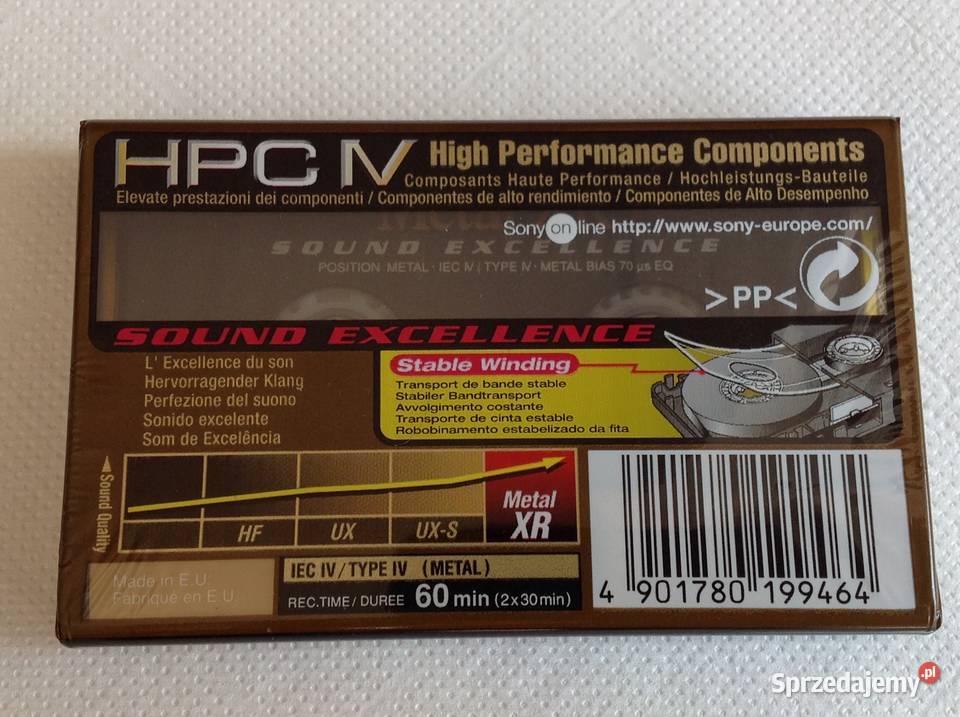 HPC IV High Performance Components
Composants Haute Performance / Hochleistungs-Bauteile
Elevate prestazioni dei componenti / Componentes de alto rendimiento / Componentes de Alto Desempenho
Sony on line http://www.sony-europe.com/
SOUND EXCELLENCE
POSITION METAL · IEC IV | TYPE IV · METAL BIAS 70 µs EQ
>PP<
SOUND EXCELLENCE
L' Excellence du son
Hervorragender Klang
Perfezione del suono
Sonido excelente
Som de Excelência
Stable Winding
Transport de bande stable
Stabiler Bandtransport
Avvolgimento costante
Transporte de cinta estable
Robobinamento estabelizado da fita
Sound Quality
HF
UX
UX-S
Metal
XR
Made in E.U.
Fabriqué en E.U.
IEC IV / TYPE IV (METAL)
REC.TIME / DUREE 60 min (2 x 30 min)
4 901780 199464
Sprzedajemy.pl